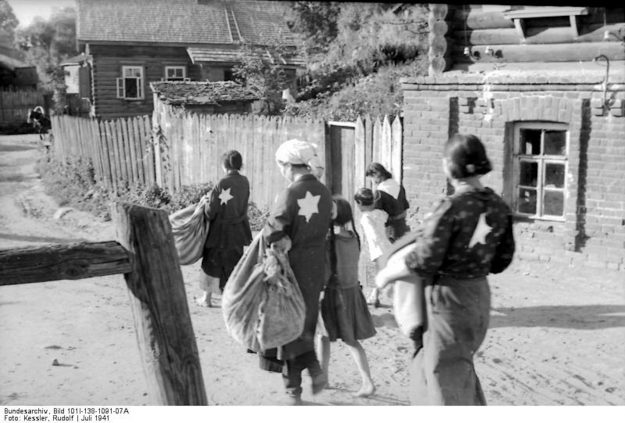 Bundesarchiv, Bild 101I-138-1091-07A
Foto: Kessler, Rudolf | Juli 1941